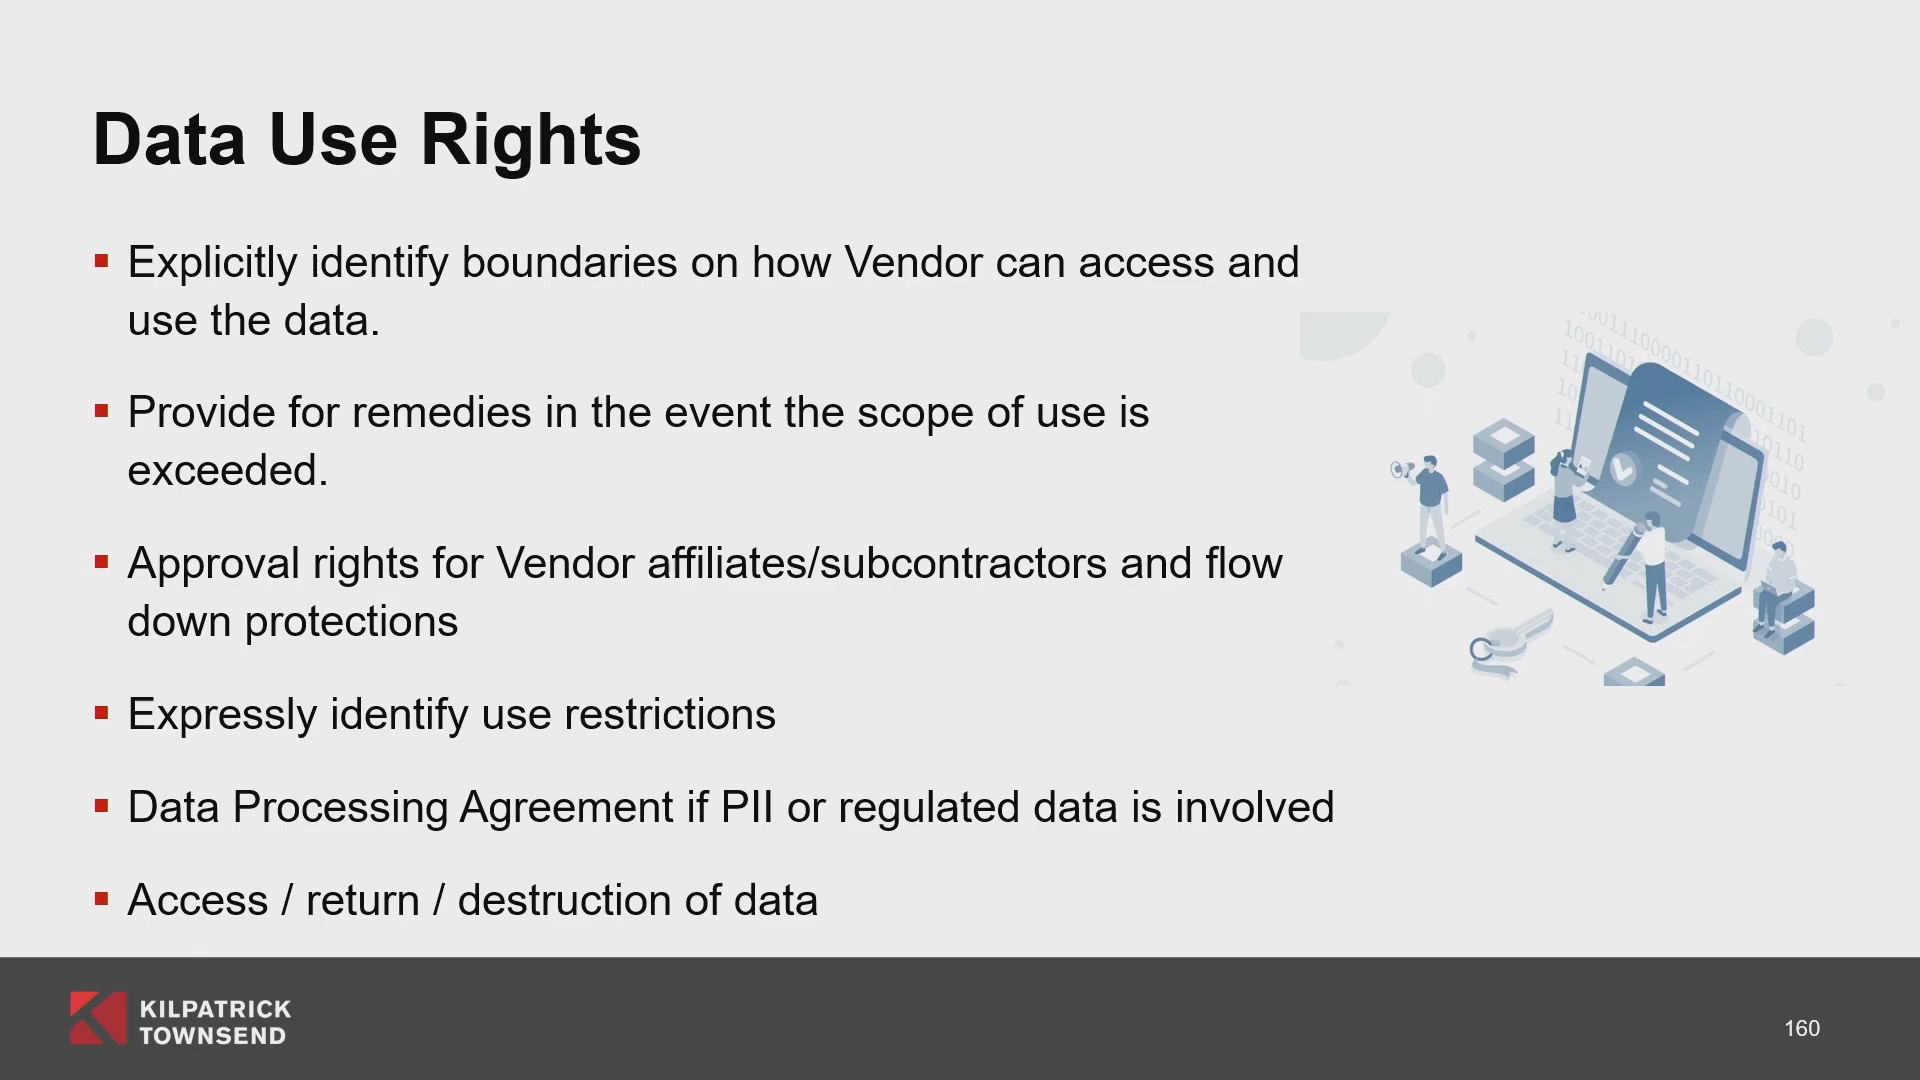 Data Use Rights
Explicitly identify boundaries on how Vendor can access and
use the data.
Provide for remedies in the event the scope of use is
exceeded.
Approval rights for Vendor affiliates/subcontractors and flow
down protections
Expressly identify use restrictions
Data Processing Agreement if PII or regulated data is involved
Access / return / destruction of data
KILPATRICK
TOWNSEND
160